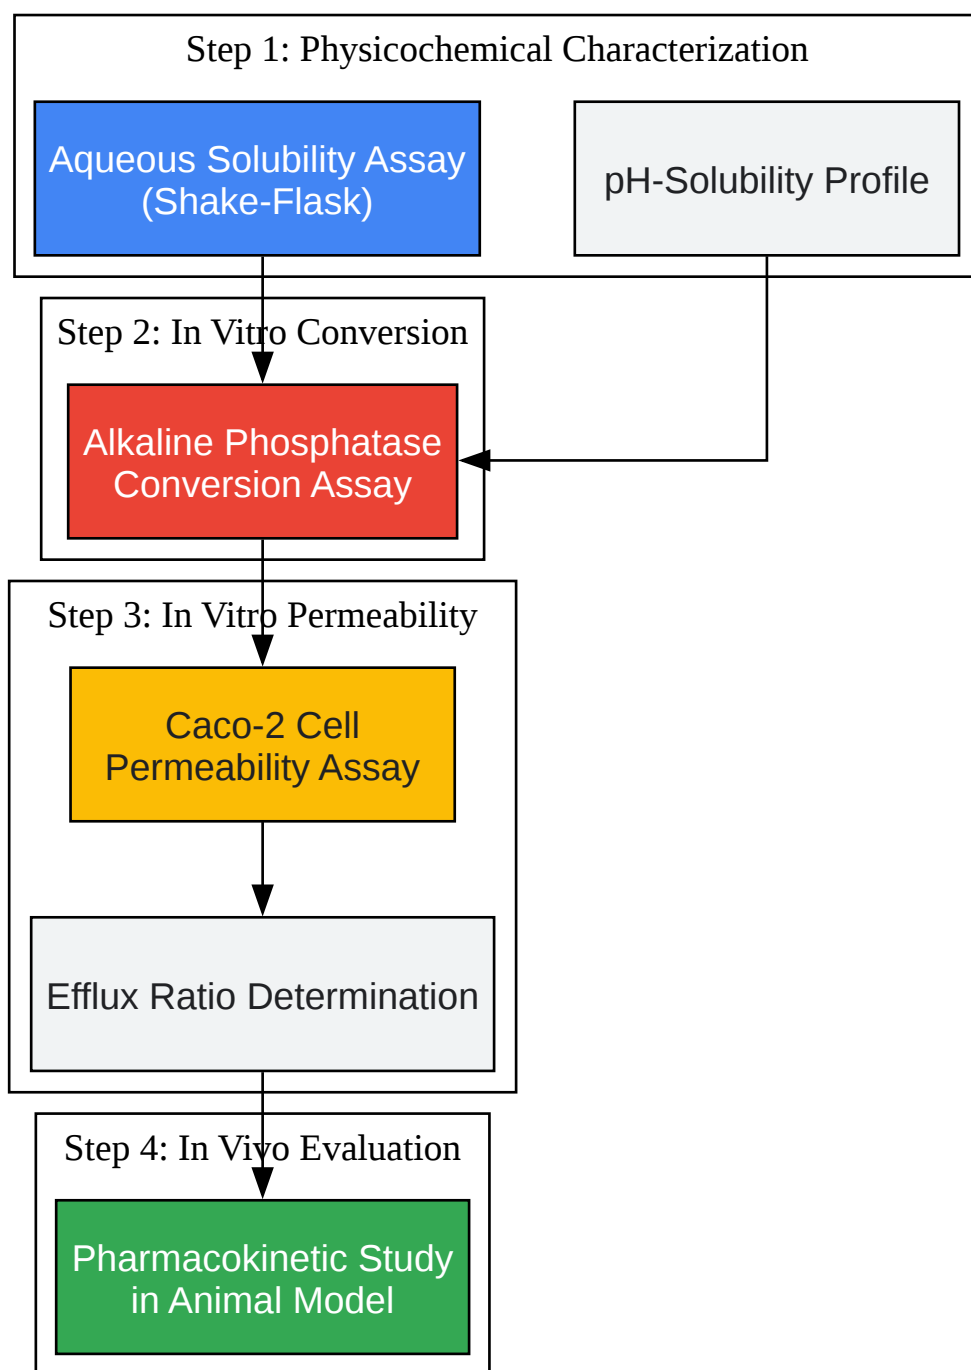 Step 1: Physicochemical Characterization
Aqueous Solubility Assay
(Shake-Flask)
pH-Solubility Profile
Step 2: In Vitro Conversion
Alkaline Phosphatase
Conversion Assay
Step 3: In Vitro Permeability
Caco-2 Cell
Permeability Assay
Efflux Ratio Determination
Step 4: In Vivo Evaluation
Pharmacokinetic Study
in Animal Model